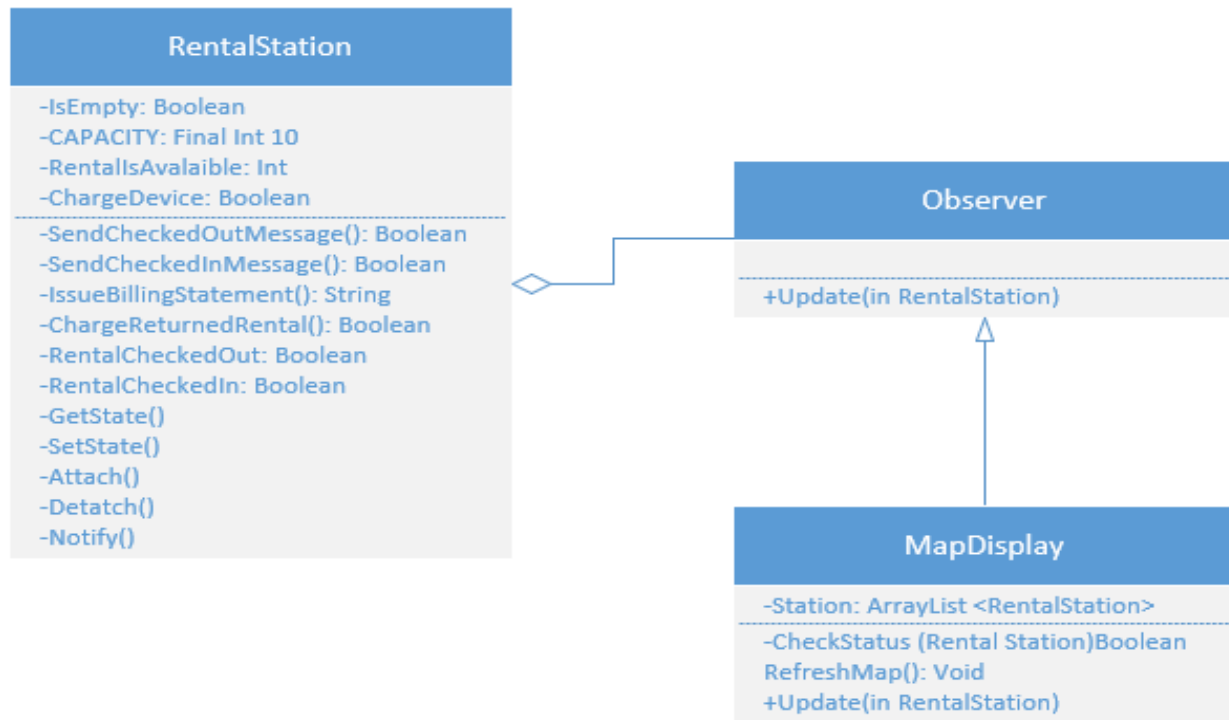 RentalStation
-IsEmpty: Boolean
-CAPACITY: Final Int 10
-RentalIsAvalaible: Int
-ChargeDevice: Boolean
-SendCheckedOutMessage(): Boolean
-SendCheckedInMessage(): Boolean
-IssueBillingStatement(): String
-ChargeReturnedRental(): Boolean
-RentalCheckedOut: Boolean
-RentalCheckedIn: Boolean
-GetState()
-SetState()
-Attach()
-Detatch()
-Notify()
Observer
+Update(in RentalStation)
MapDisplay
-Station: ArrayList <RentalStation>
-CheckStatus (Rental Station)Boolean
RefreshMap(): Void
+Update(in RentalStation)